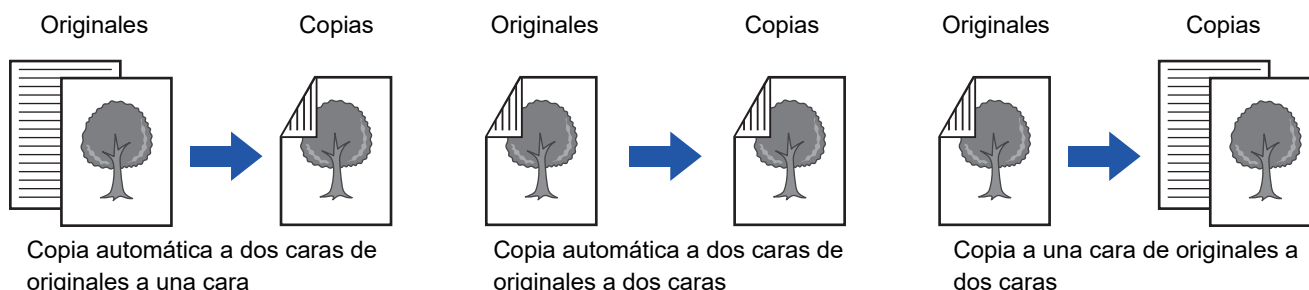 Originales
Copias
Originales
Copias
Originales
Copias
Copia automática a dos caras de
originales a una cara
Copia automática a dos caras de
originales a dos caras
Copia a una cara de originales a
dos caras